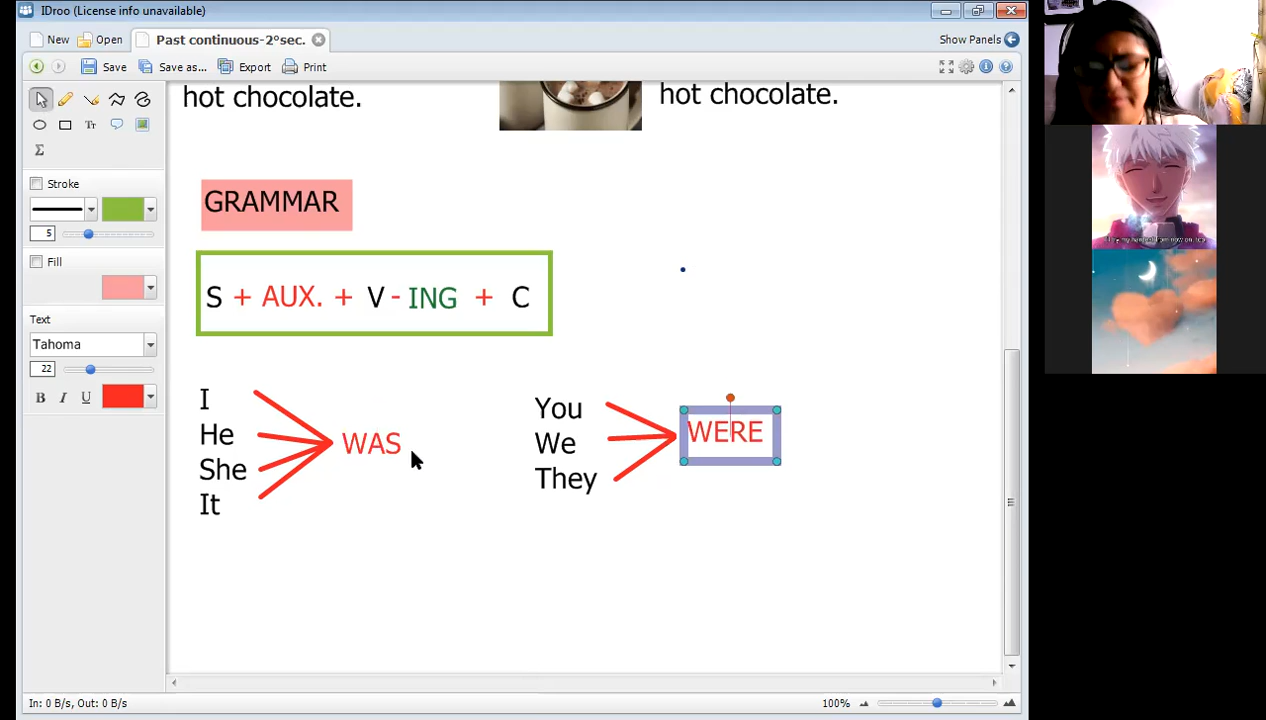 IDroo (License info unavailable)
New Open Past continuous-2°sec. Show Panels
Save Save as... Export Print
hot chocolate. hot chocolate.
Tr
Σ
GRAMMAR
Stroke
5
Fill
S + AUX. + V - ING + C
Text
Tahoma
22
B I U
I
He
She
It
WAS
You
We
They
WERE
In: 0 B/s, Out: 0 B/s 100%